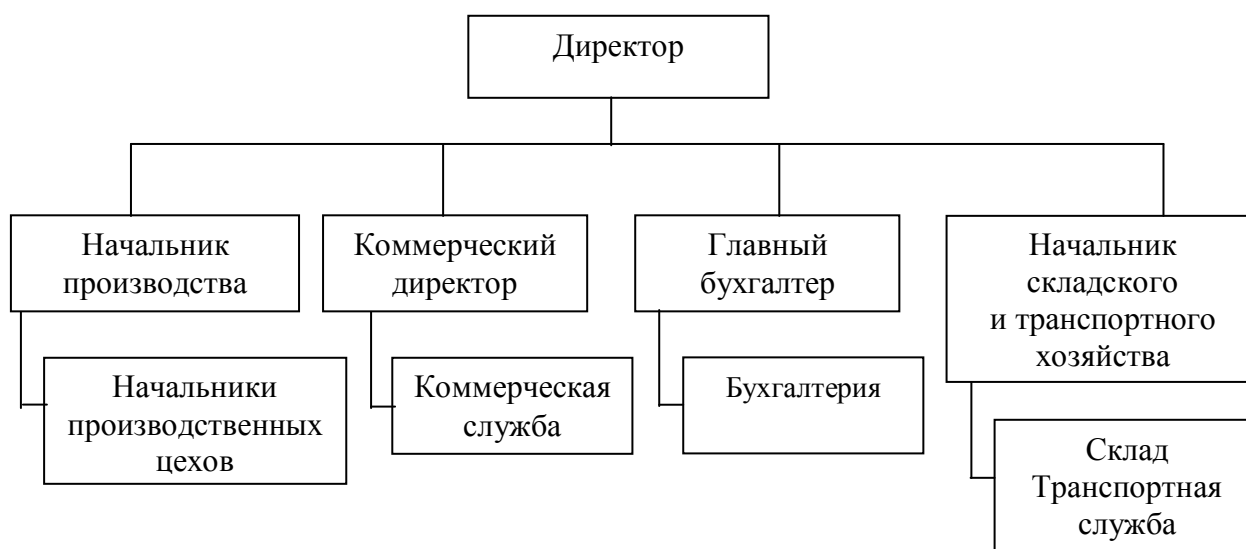 Директор
Начальник
производства
Коммерческий
директор
Главный
бухгалтер
Начальник
складского
и транспортного
хозяйства
Начальники
производственных
цехов
Коммерческая
служба
Бухгалтерия
Склад
Транспортная
служба